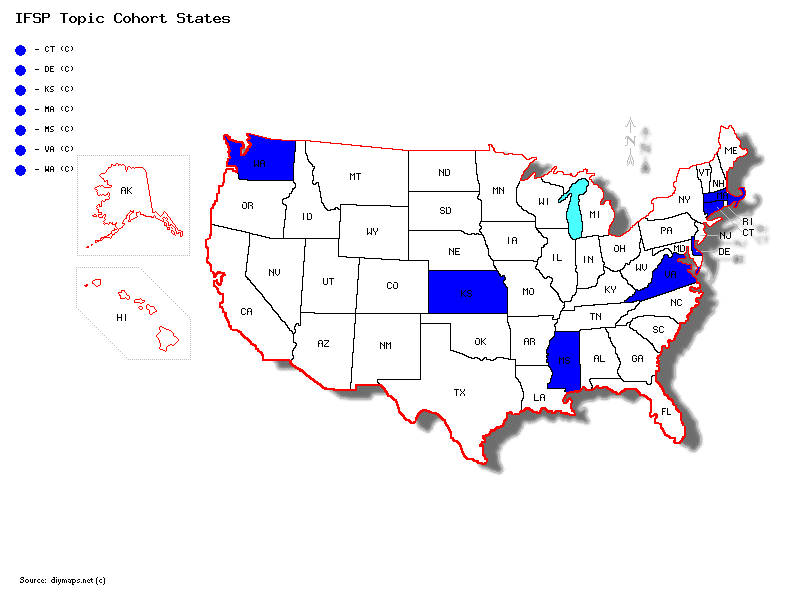 IFSP Topic Cohort States
- CT (C)
- DE (C)
- KS (C)
- MA (C)
- MS (C)
- VA (C)
- WA (C)
N
WA
ME
MT
ND
VT
NH
AK
MN
OR
ID
SD
WI
MI
NY
RI
CT
WY
PA
NJ
IA
NE
OH
MD
DE
NV
UT
CO
IL
IN
WV
VA
KS
MO
KY
CA
HI
NC
TN
SC
AZ
NM
OK
AR
MS
AL
GA
TX
LA
FL
Source: diymaps.net (c)